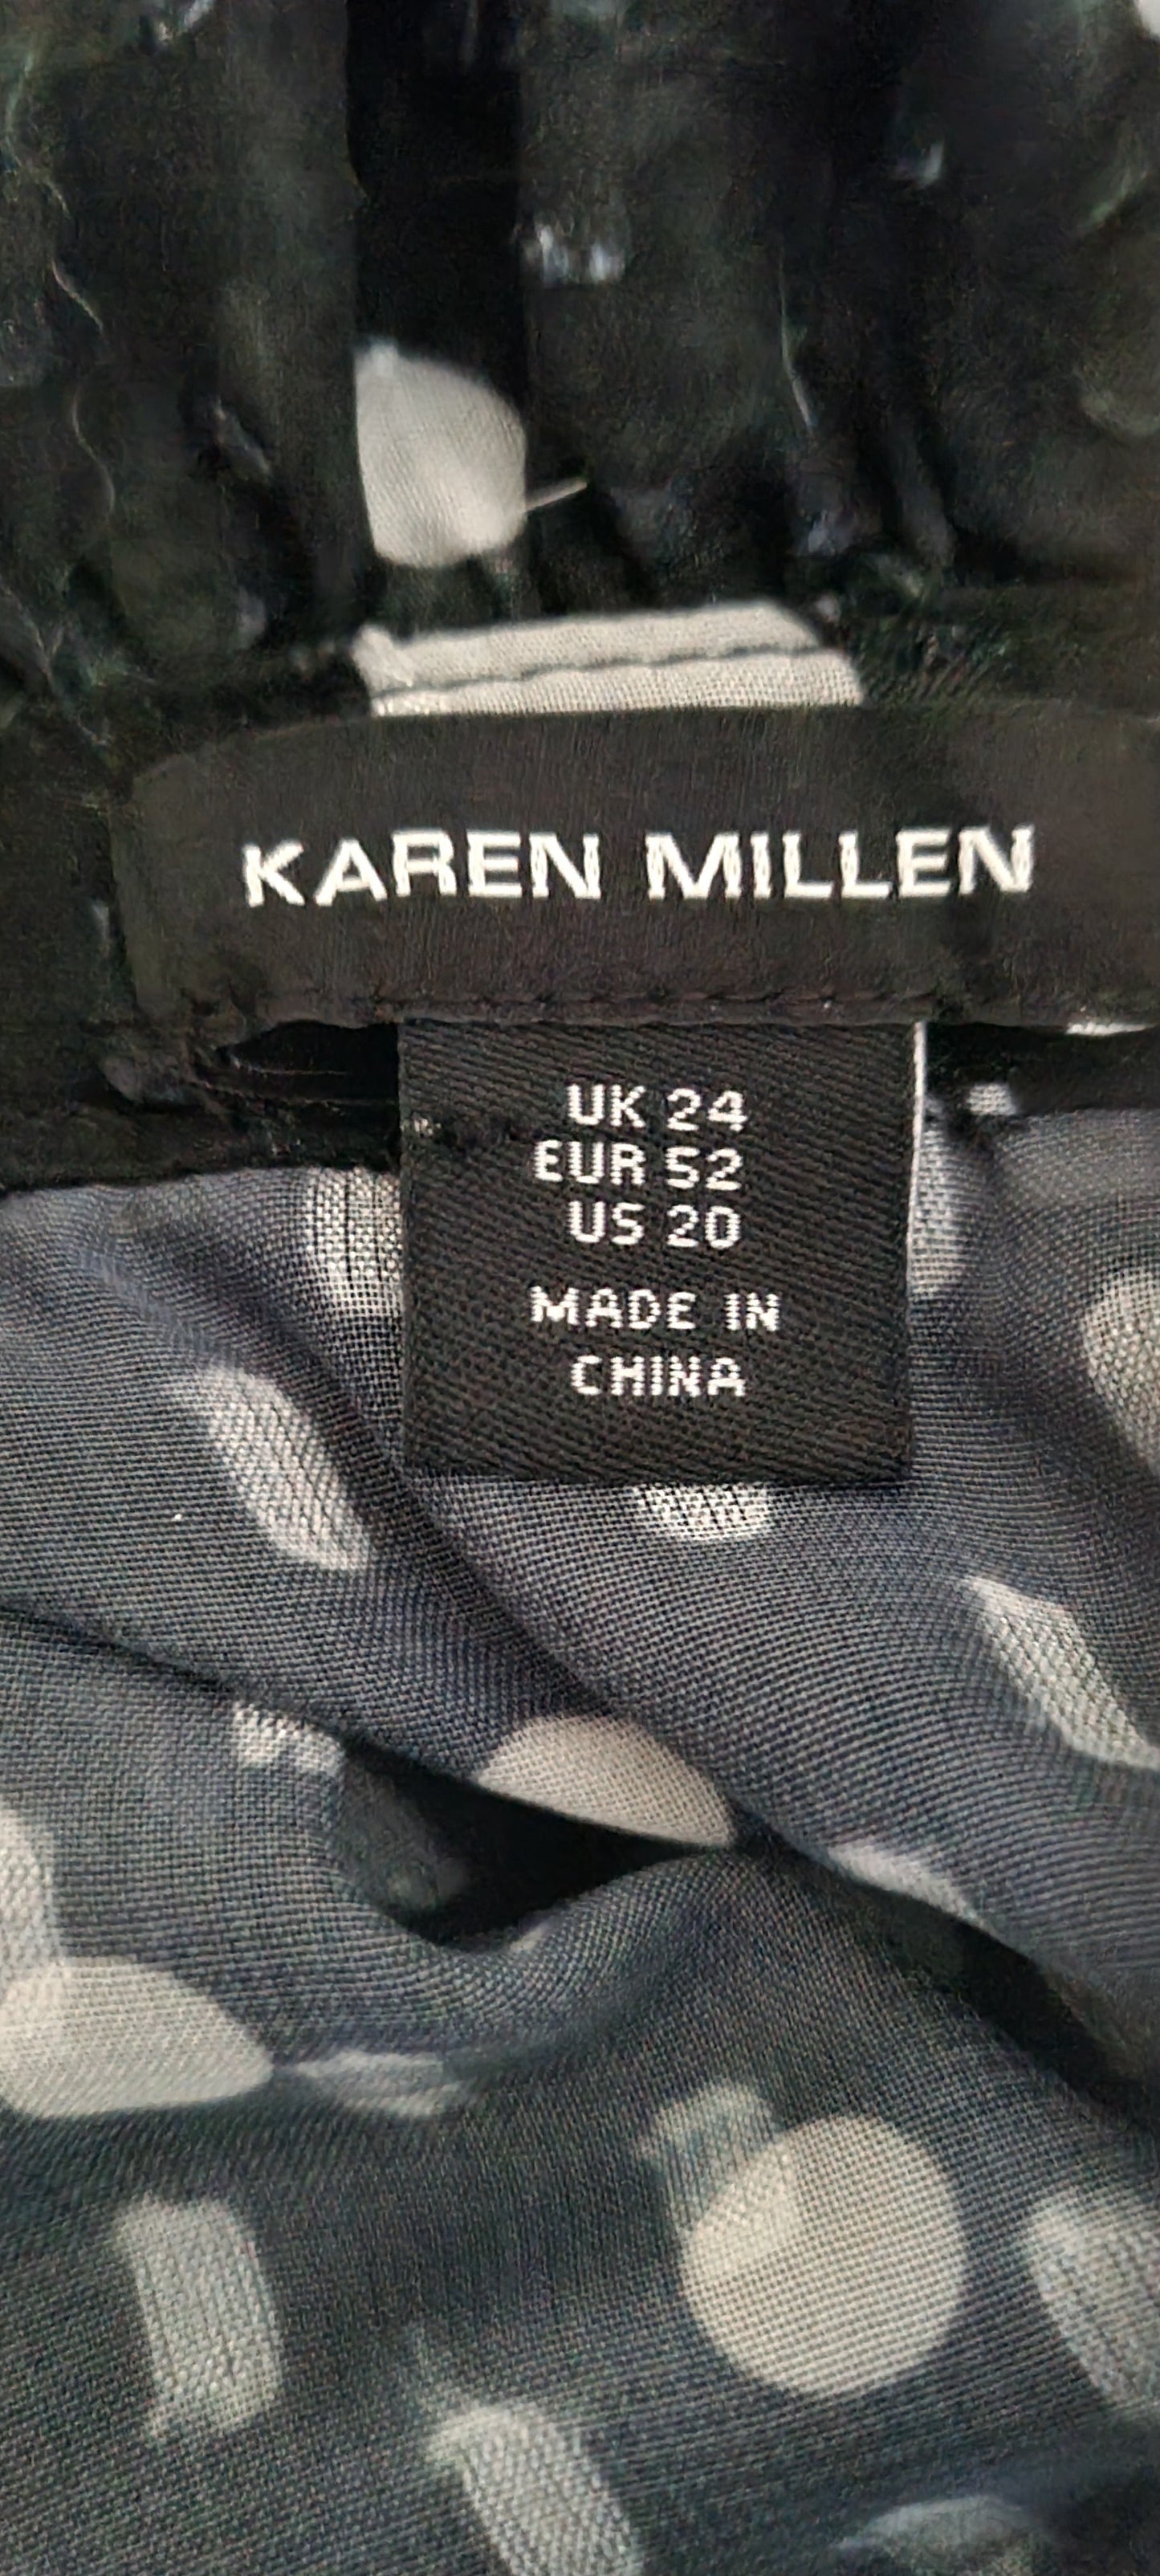 KAREN MILLEN
UK 24
EUR 52
US 20
MADE IN
CHINA